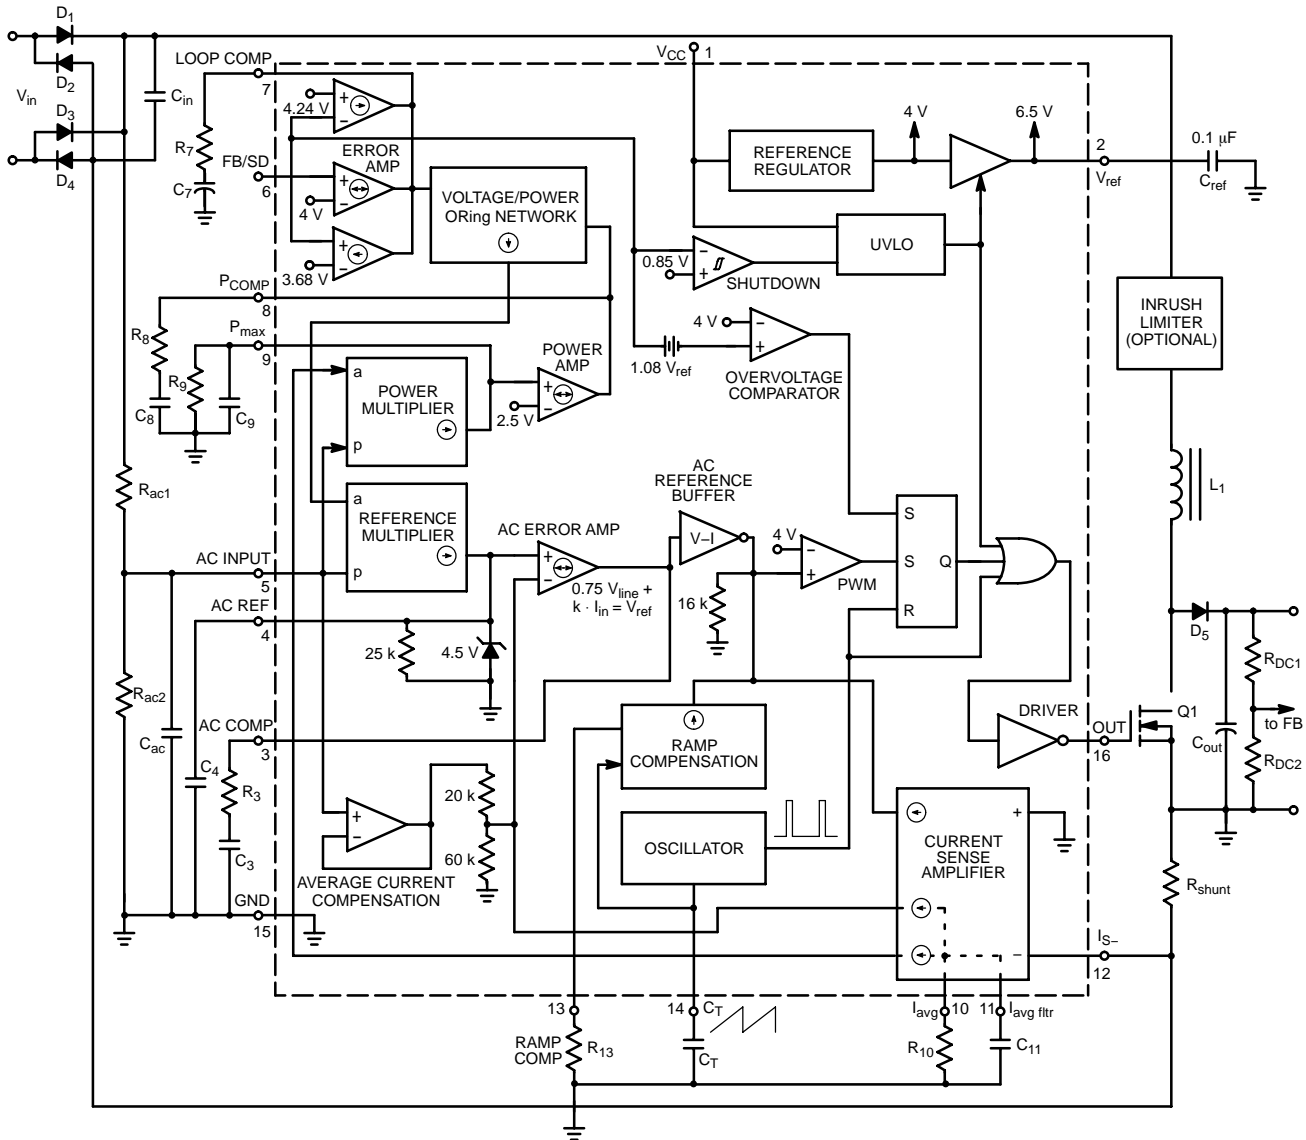 D1
D2
Vin
D3
D4
Cin
LOOP COMP
7
R7
C7
4.24 V
+
−
FB/SD
6
ERROR
AMP
+
−
4 V
+
−
3.68 V
VOLTAGE/POWER
ORing NETWORK
VCC
1
REFERENCE
REGULATOR
4 V
6.5 V
2
Vref
0.1 µF
Cref
UVLO
0.85 V
−
+
SHUTDOWN
4 V
−
+
1.08 Vref
OVERVOLTAGE
COMPARATOR
INRUSH
LIMITER
(OPTIONAL)
PCOMP
8
R8
Pmax
9
R9
C8
C9
a
POWER
MULTIPLIER
p
POWER
AMP
+
−
2.5 V
Rac1
a
REFERENCE
MULTIPLIER
p
AC ERROR AMP
+
−
0.75 Vline +
k · Iin = Vref
AC
REFERENCE
BUFFER
V–I
16 k
4 V
−
+
PWM
S
S
Q
R
L1
AC INPUT
5
AC REF
4
25 k
4.5 V
D5
RDC1
to FB
RDC2
Cout
Rac2
Cac
AC COMP
3
C4
R3
C3
RAMP
COMPENSATION
DRIVER
OUT
16
Q1
+
−
20 k
60 k
AVERAGE CURRENT
COMPENSATION
OSCILLATOR
+
CURRENT
SENSE
AMPLIFIER
−
Rshunt
GND
15
IS–
12
13
RAMP
COMP
R13
14
CT
CT
Iavg
10
R10
11
Iavg fltr
C11